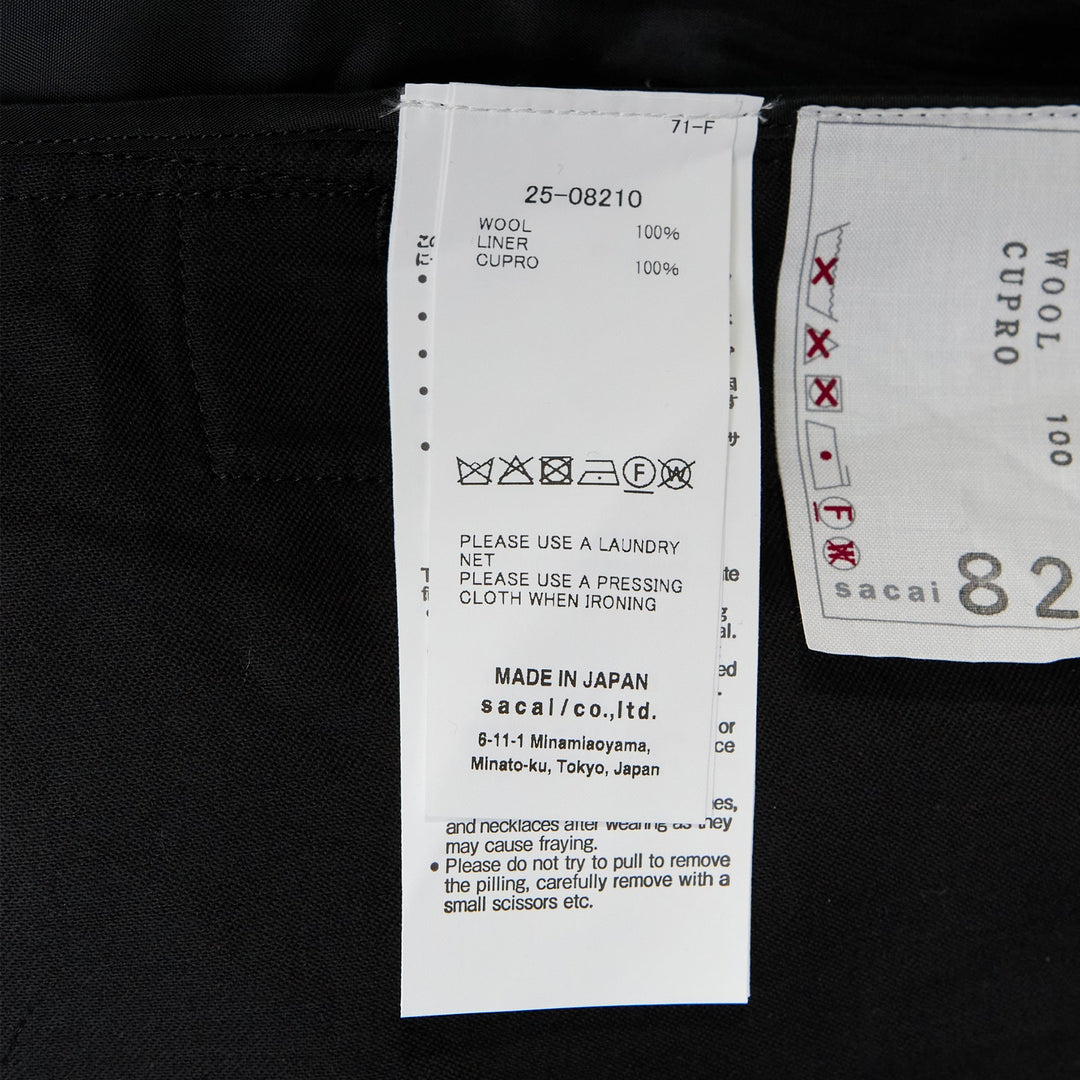 71-F
25-08210
WOOL 100%
LINER
CUPRO 100%
F
W
PLEASE USE A LAUNDRY
NET
PLEASE USE A PRESSING
CLOTH WHEN IRONING
MADE IN JAPAN
sacai/co.,ltd.
6-11-1 Minamiaoyama,
Minato-ku, Tokyo, Japan
and necklaces after wearing as they
may cause fraying.
• Please do not try to pull to remove
the pilling, carefully remove with a
small scissors etc.
WOOL 100
CUPRO
F
W
sacai 82